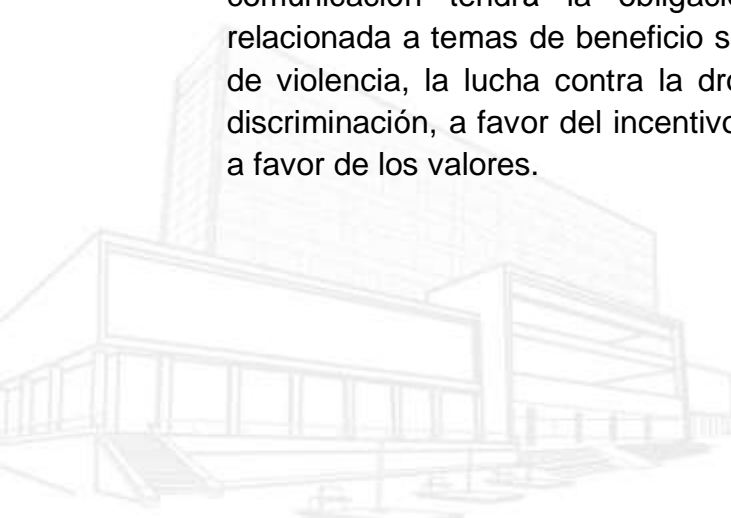 comunicación tendrá la obligació
relacionada a temas de beneficio s
de violencia, la lucha contra la dro
discriminación, a favor del incentivo
a favor de los valores.